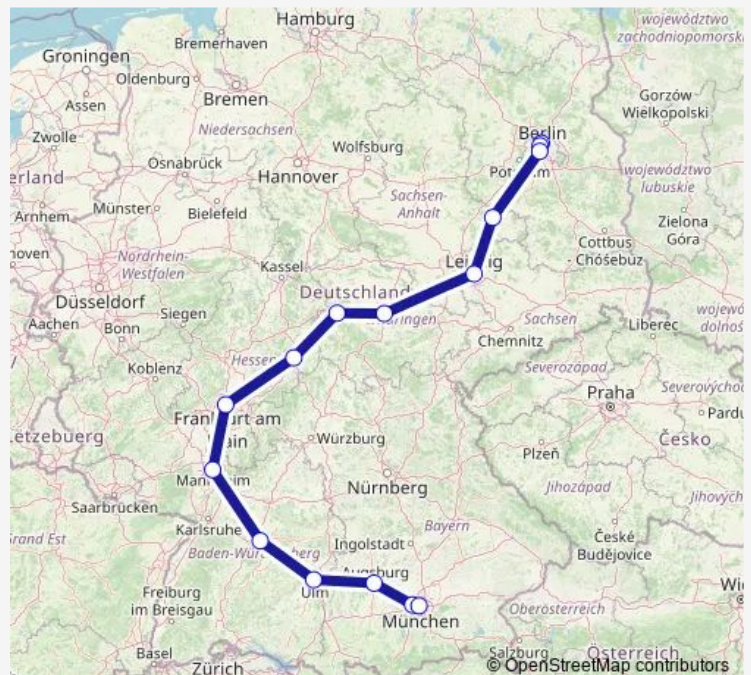 Hamburg
województwo
zachodniopomorski
Bremerhaven
Groningen
Oldenburg
Assen
Bremen
Gorzów
Wielkopolski
Zwolle
Niedersachsen
Berlin
Wolfsburg
Osnabrück
Hannover
województwo
lubuskie
erland
Sachsen-
Anhalt
Arnhem
Münster
Bielefeld
Zielona
Góra
Cottbus
- Chóśebuz
Nordrhein-
Westfalen
Kassel
Deutschland
Düsseldorf
Siegen
Sachsen
Liberec
Aachen
Bonn
Chemnitz
Koblenz
Hessen
Severozápad
Praha
Frankfurt am
Letzebuerg
Würzburg
Česko
Plzeň
Saarbrücken
Nürnberg
Jihozápad
Karlsruhe
Bayern
České
Budějovice
Ingolstadt
Augsburg
Ulm
Freiburg
im Breisgau
München
Oberösterreich
Basel
Zürich
Salzburg
Österreich
© OpenStreetMap contributors